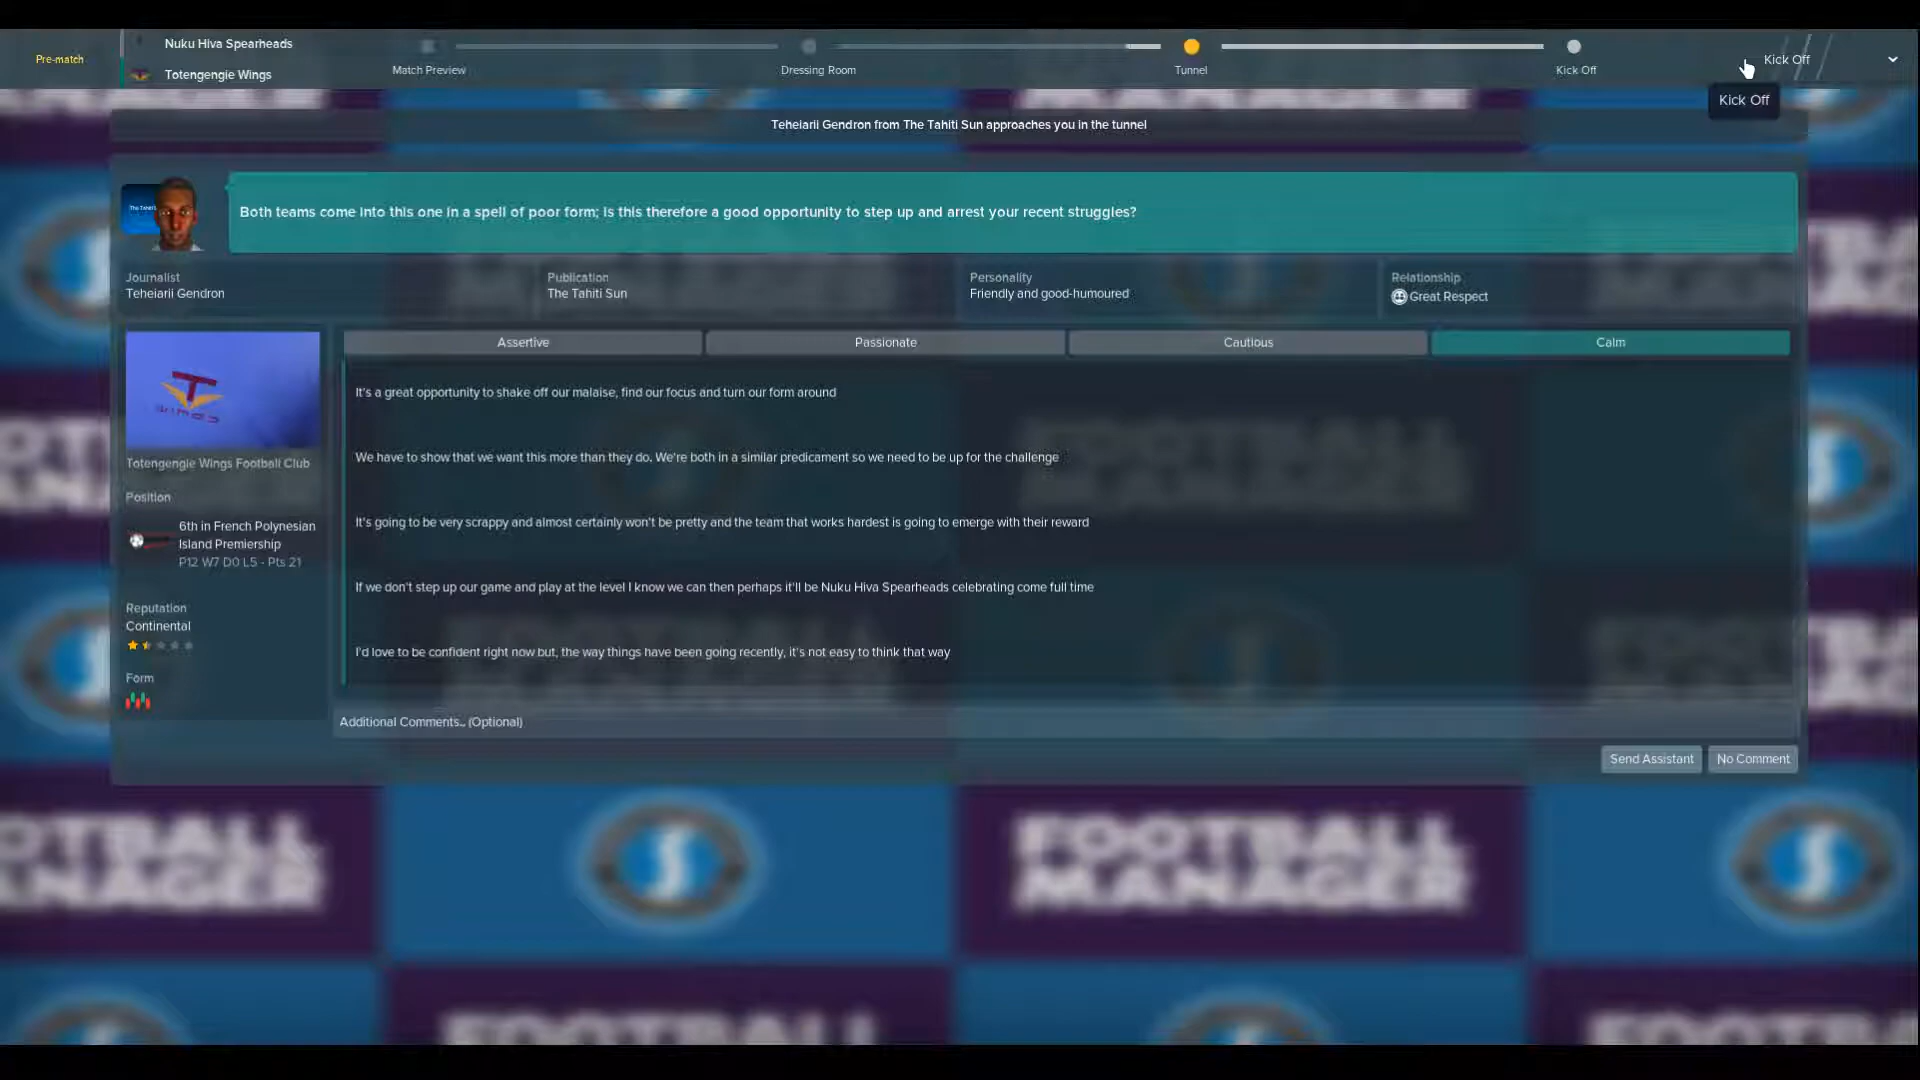 Pre-match
Nuku Hiva Spearheads
Totengengie Wings
Match Preview
Dressing Room
Tunnel
Kick Off
Kick Off
Kick Off
Teheiarii Gendron from The Tahiti Sun approaches you in the tunnel
Both teams come into this one in a spell of poor form; is this therefore a good opportunity to step up and arrest your recent struggles?
Journalist
Teheiarii Gendron
Publication
The Tahiti Sun
Personality
Friendly and good-humoured
Relationship
Great Respect
Assertive
Passionate
Cautious
Calm
It's a great opportunity to shake off our malaise, find our focus and turn our form around
We have to show that we want this more than they do. We're both in a similar predicament so we need to be up for the challenge
It's going to be very scrappy and almost certainly won't be pretty and the team that works hardest is going to emerge with their reward
If we don't step up our game and play at the level I know we can then perhaps it'll be Nuku Hiva Spearheads celebrating come full time
I'd love to be confident right now but, the way things have been going recently, it's not easy to think that way
T
WINGS
Totengengie Wings Football Club
Position
6th in French Polynesian
Island Premiership
P12 W7 D0 L5 - Pts 21
Reputation
Continental
Form
Additional Comments... (Optional)
Send Assistant
No Comment
FOOTBALL
MANAGER